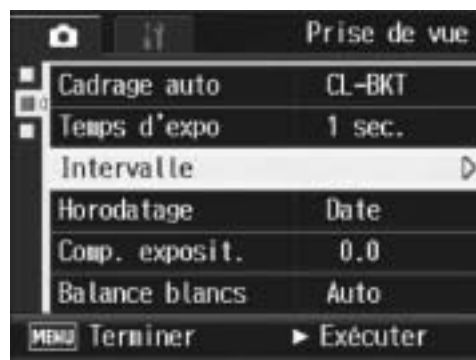 Prise de vue
Cadrage auto CL-BKT
Temps d'expo 1 sec.
Intervalle
Horodatage Date
Comp. exposit. 0.0
Balance blancs Auto
MENU Terminer ► Exécuter